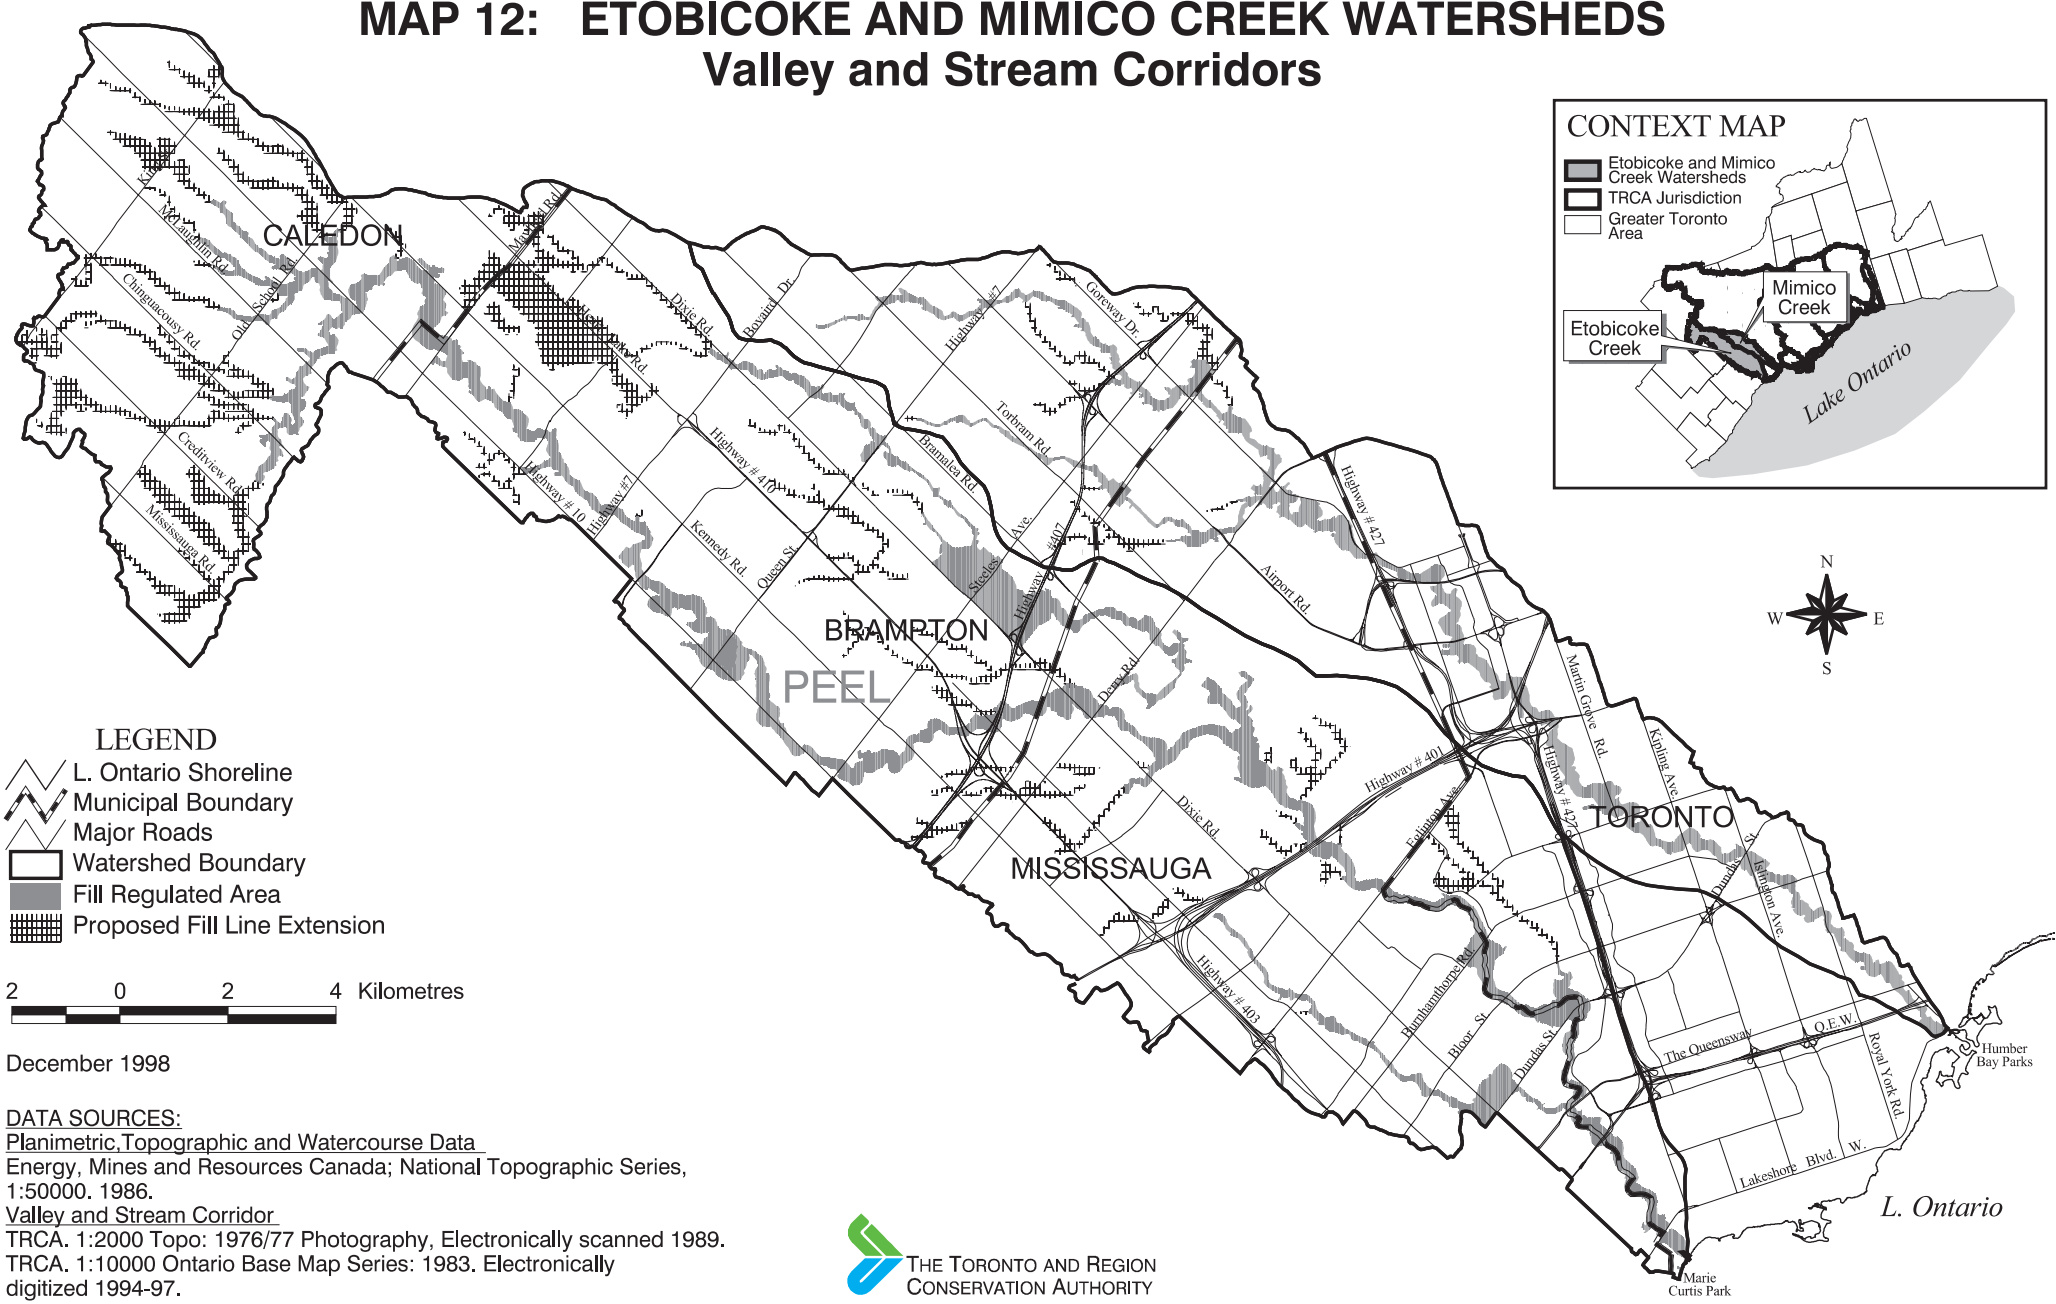 MAP 12: ETOBICOKE AND MIMICO CREEK WATERSHEDS
Valley and Stream Corridors
CONTEXT MAP
Etobicoke and Mimico
Creek Watersheds
TRCA Jurisdiction
Greater Toronto
Area
Mimico
Creek
Etobicoke
Creek
Lake Ontario
N
W
E
S
CALEDON
BRAMPTON
PEEL
MISSISSAUGA
TORONTO
McLaughlin Rd.
Chinguacousy Rd.
Old School Rd.
Creditview Rd.
Mississauga Rd.
Dixie Rd.
Bovaird Dr.
Highway #7
Goreway Dr.
Torbram Rd.
Bramalea Rd.
Highway # 410
Highway # 10
Highway #7
Kennedy Rd.
Queen St.
Steeles Ave.
Highway #407
Derry Rd.
Airport Rd.
Highway # 427
Highway # 401
Eglinton Ave.
Dixie Rd.
Highway # 403
Burnhamthorpe Rd.
Bloor St
Dundas St.
Martin Grove Rd.
Kipling Ave.
Highway # 427
Dundas St
Islington Ave.
The Queensway
Q.E.W.
Royal York Rd.
Lakeshore Blvd. W.
Humber
Bay Parks
L. Ontario
Marie
Curtis Park
LEGEND
L. Ontario Shoreline
Municipal Boundary
Major Roads
Watershed Boundary
Fill Regulated Area
Proposed Fill Line Extension
2 0 2 4 Kilometres
December 1998
DATA SOURCES:
Planimetric,Topographic and Watercourse Data
Energy, Mines and Resources Canada; National Topographic Series,
1:50000. 1986.
Valley and Stream Corridor
TRCA. 1:2000 Topo: 1976/77 Photography, Electronically scanned 1989.
TRCA. 1:10000 Ontario Base Map Series: 1983. Electronically
digitized 1994-97.
THE TORONTO AND REGION
CONSERVATION AUTHORITY